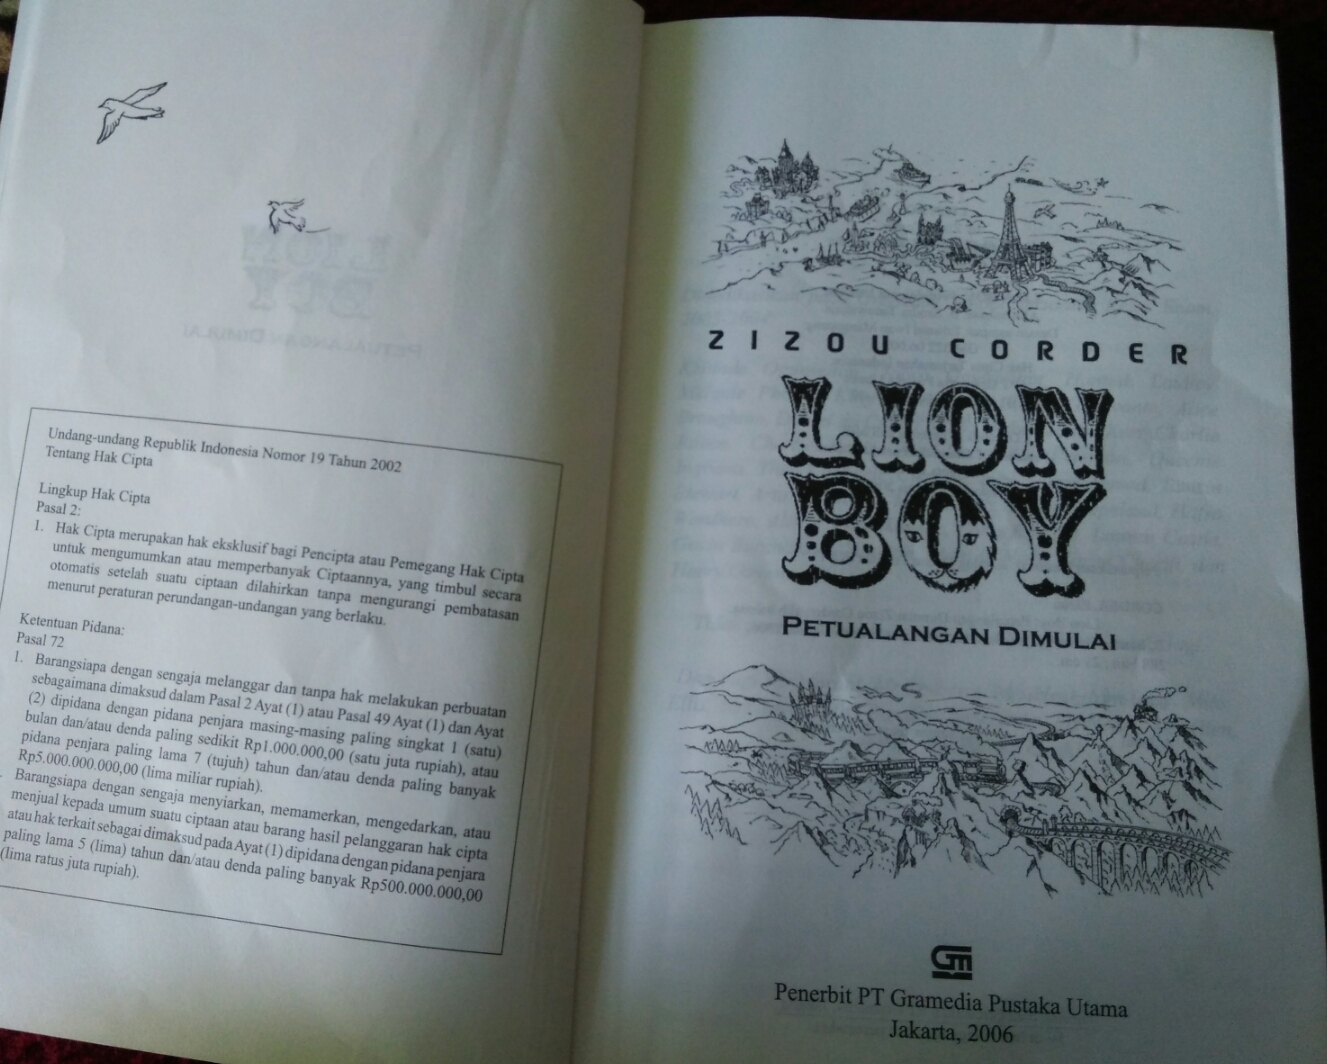 Undang-undang Republik Indonesia Nomor 19 Tahun 2002
Tentang Hak Cipta
Lingkup Hak Cipta
Pasal 2:
1. Hak Cipta merupakan hak eksklusif bagi Pencipta atau Pemegang Hak Cipta
untuk mengumumkan atau memperbanyak Ciptaannya, yang timbul secara
otomatis setelah suatu ciptaan dilahirkan tanpa mengurangi pembatasan
menurut peraturan perundangan-undangan yang berlaku.
Ketentuan Pidana:
Pasal 72
1. Barangsiapa dengan sengaja melanggar dan tanpa hak melakukan perbuatan
sebagaimana dimaksud dalam Pasal 2 Ayat (1) atau Pasal 49 Ayat (1) dan Ayat
(2) dipidana dengan pidana penjara masing-masing paling singkat 1 (satu)
bulan dan/atau denda paling sedikit Rp1.000.000,00 (satu juta rupiah), atau
pidana penjara paling lama 7 (tujuh) tahun dan/atau denda paling banyak
Rp5.000.000.000,00 (lima miliar rupiah).
Barangsiapa dengan sengaja menyiarkan, memamerkan, mengedarkan, atau
menjual kepada umum suatu ciptaan atau barang hasil pelanggaran hak cipta
atau hak terkait sebagai dimaksud pada Ayat (1) dipidana dengan pidana penjara
paling lama 5 (lima) tahun dan/atau denda paling banyak Rp500.000.000,00
(lima ratus juta rupiah).
ZIZOU CORDER
LION
BOY
PETUALANGAN DIMULAI
GM
Penerbit PT Gramedia Pustaka Utama
Jakarta, 2006